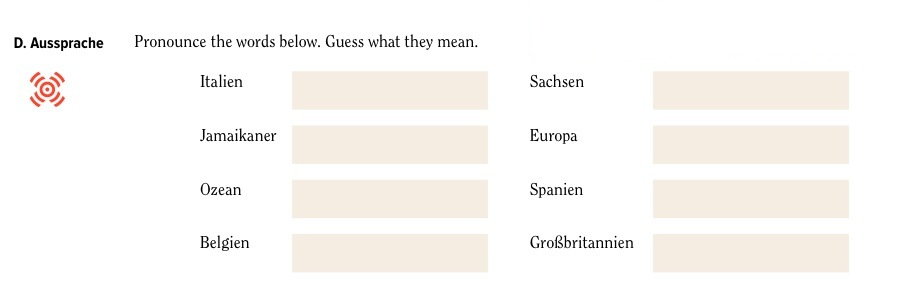 D. Aussprache Pronounce the words below. Guess what they mean.
Italien Sachsen
Jamaikaner Europa
Ozean Spanien
Belgien Großbritannien